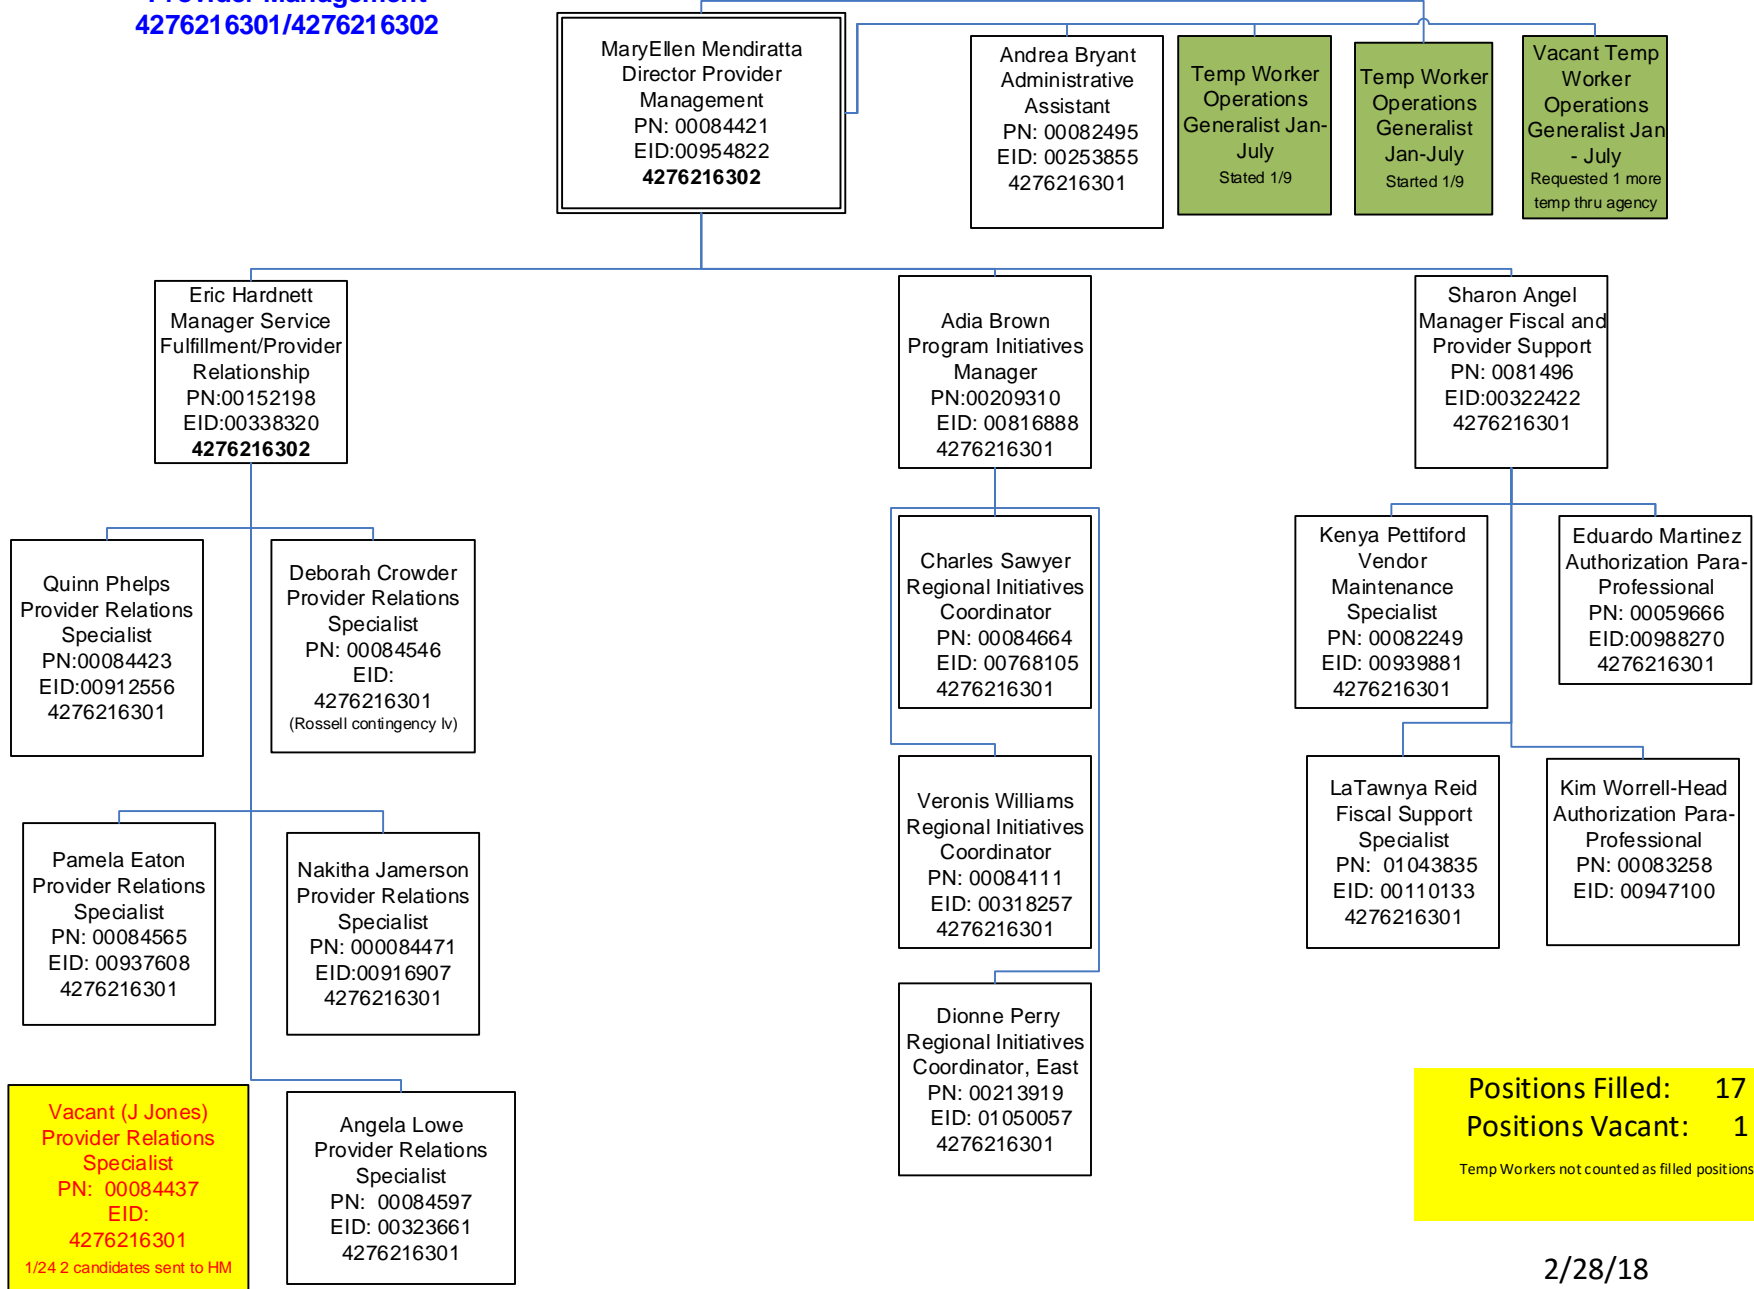 Provider Management
4276216301/4276216302
MaryEllen Mendiratta
Director Provider
Management
PN: 00084421
EID:00954822
4276216302
Andrea Bryant
Administrative
Assistant
PN: 00082495
EID: 00253855
4276216301
Temp Worker
Operations
Generalist Jan-
July
Stated 1/9
Temp Worker
Operations
Generalist
Jan-July
Started 1/9
Vacant Temp
Worker
Operations
Generalist Jan
- July
Requested 1 more
temp thru agency
Eric Hardnett
Manager Service
Fulfillment/Provider
Relationship
PN:00152198
EID:00338320
4276216302
Adia Brown
Program Initiatives
Manager
PN:00209310
EID: 00816888
4276216301
Sharon Angel
Manager Fiscal and
Provider Support
PN: 0081496
EID:00322422
4276216301
Quinn Phelps
Provider Relations
Specialist
PN:00084423
EID:00912556
4276216301
Deborah Crowder
Provider Relations
Specialist
PN: 00084546
EID:
4276216301
(Rossell contingency lv)
Charles Sawyer
Regional Initiatives
Coordinator
PN: 00084664
EID: 00768105
4276216301
Kenya Pettiford
Vendor
Maintenance
Specialist
PN: 00082249
EID: 00939881
4276216301
Eduardo Martinez
Authorization Para-
Professional
PN: 00059666
EID:00988270
4276216301
Pamela Eaton
Provider Relations
Specialist
PN: 00084565
EID: 00937608
4276216301
Nakitha Jamerson
Provider Relations
Specialist
PN: 000084471
EID:00916907
4276216301
Veronis Williams
Regional Initiatives
Coordinator
PN: 00084111
EID: 00318257
4276216301
LaTawnya Reid
Fiscal Support
Specialist
PN: 01043835
EID: 00110133
4276216301
Kim Worrell-Head
Authorization Para-
Professional
PN: 00083258
EID: 00947100
Vacant (J Jones)
Provider Relations
Specialist
PN: 00084437
EID:
4276216301
1/24 2 candidates sent to HM
Angela Lowe
Provider Relations
Specialist
PN: 00084597
EID: 00323661
4276216301
Dionne Perry
Regional Initiatives
Coordinator, East
PN: 00213919
EID: 01050057
4276216301
Positions Filled: 17
Positions Vacant: 1
Temp Workers not counted as filled positions
2/28/18